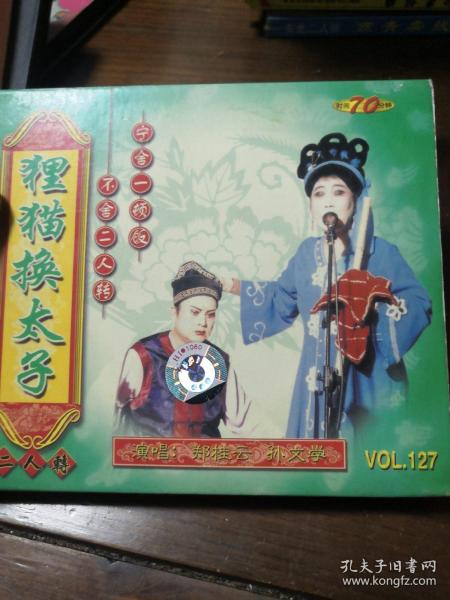 时间70分钟
宁舍一顿饭
不舍二人转
狸猫换太子
二人轉
演唱:郑桂云 孙文学
VOL.127
孔夫子旧书网
www.kongfz.com